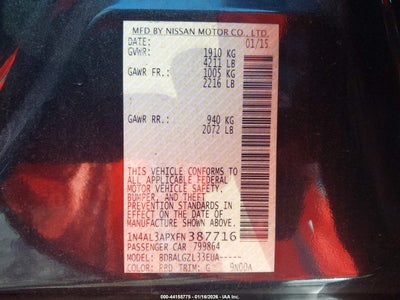 MFD BY NISSAN MOTOR CO., LTD.
DATE: 01/15
GVWR: 1910 KG
4211 LB
GAWR FR.: 1005 KG
2216 LB
GAWR RR.: 940 KG
2072 LB
THIS VEHICLE CONFORMS TO
ALL APPLICABLE FEDERAL
MOTOR VEHICLE SAFETY,
BUMPER, AND THEFT
PREVENTION STANDARDS IN
EFFECT ON THE DATE OF
MANUFACTURE SHOWN ABOVE.
1N4AL3APXFN387716
PASSENGER CAR 799864
MODEL: BDBALGZL33EUA-----
COLOR: TRIM: G
000-44155775 - 01/16/2026 - IAA Inc. (U)